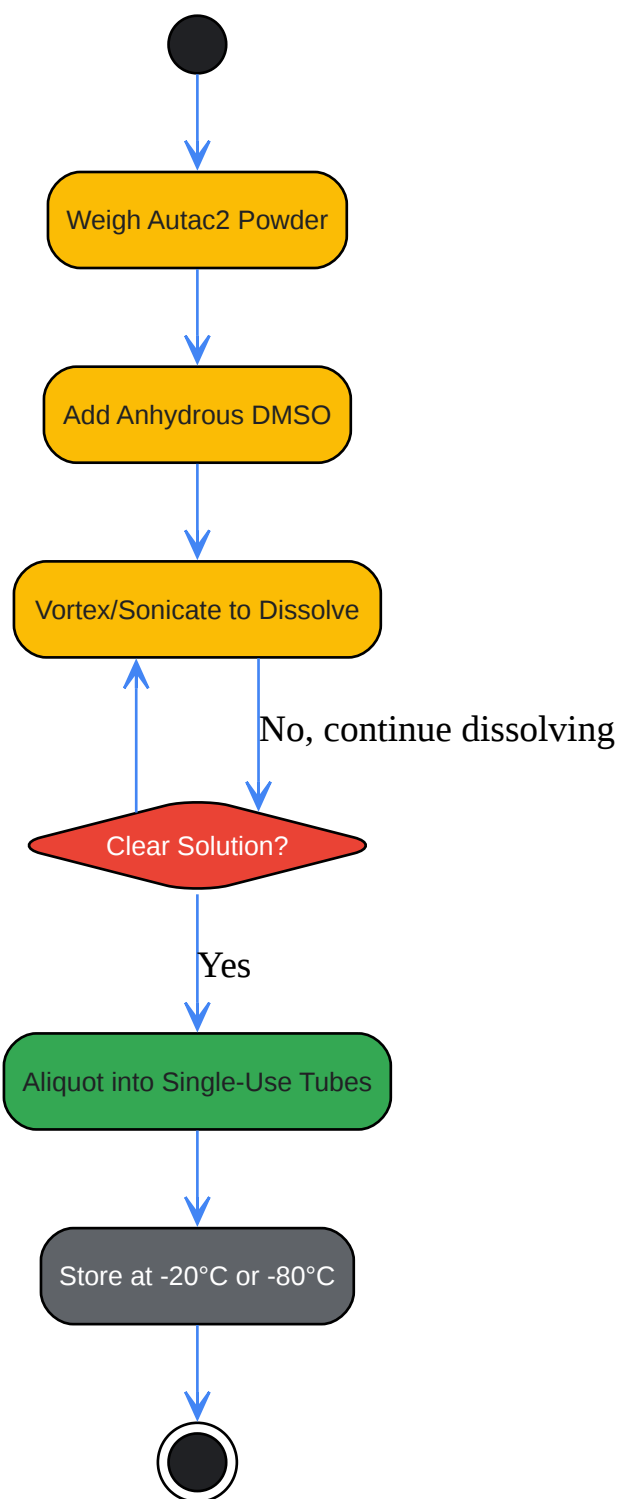 Weigh Autac2 Powder
Add Anhydrous DMSO
Vortex/Sonicate to Dissolve
No, continue dissolving
Clear Solution?
Yes
Aliquot into Single-Use Tubes
Store at -20°C or -80°C